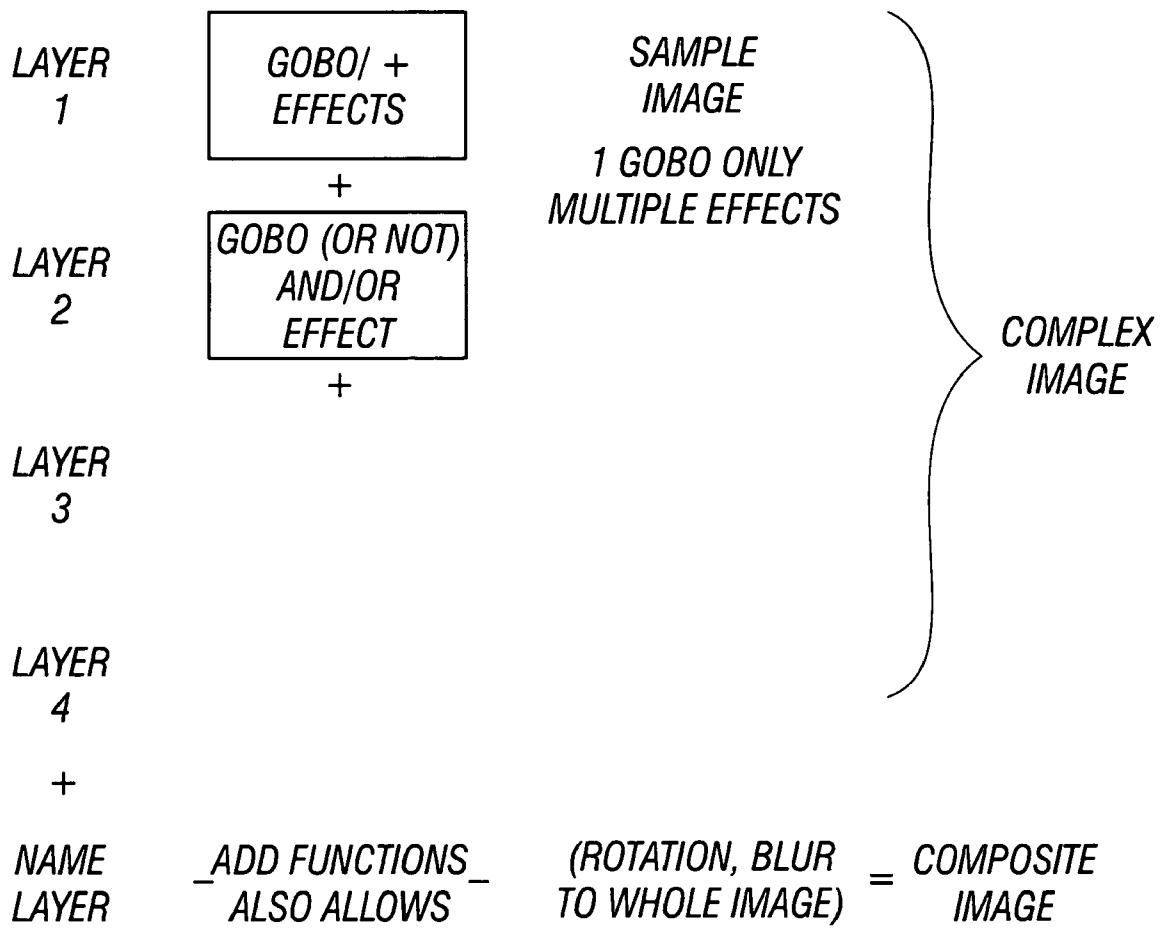 LAYER
1
GOBO/ +
EFFECTS
SAMPLE
IMAGE
1 GOBO ONLY
MULTIPLE EFFECTS
+
LAYER
2
GOBO (OR NOT)
AND/OR
EFFECT
+
COMPLEX
IMAGE
LAYER
3
LAYER
4
+
NAME
LAYER
_ADD FUNCTIONS_
ALSO ALLOWS
(ROTATION, BLUR
TO WHOLE IMAGE)
=
COMPOSITE
IMAGE